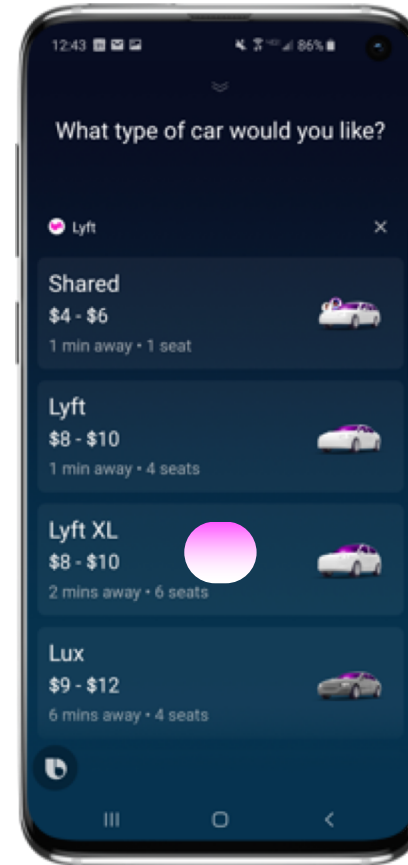 12:43
86%
What type of car would you like?
Lyft
Shared
$4 - $6
1 min away • 1 seat
Lyft
$8 - $10
1 min away • 4 seats
Lyft XL
$8 - $10
2 mins away • 6 seats
Lux
$9 - $12
6 mins away • 4 seats